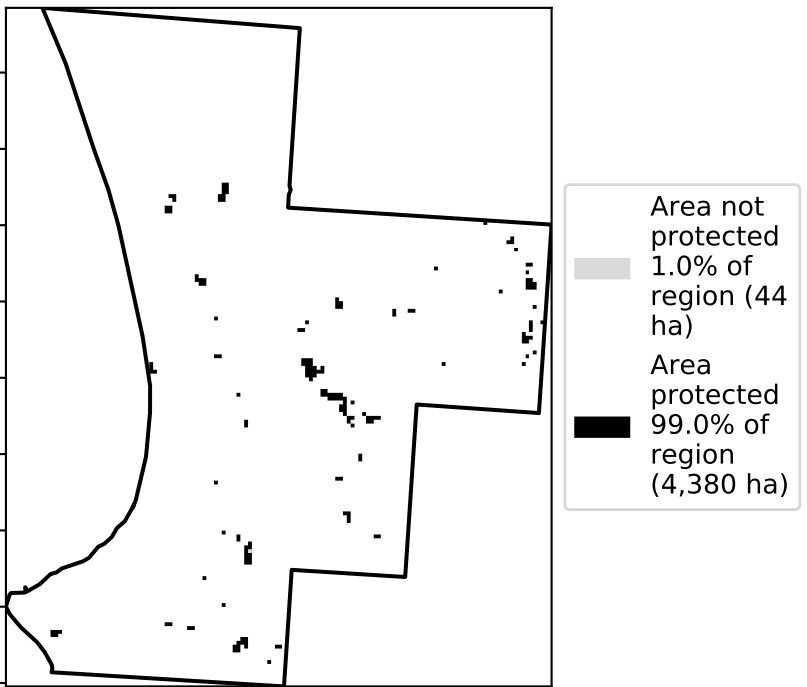 Area not
protected
1.0% of
region (44
ha)
Area
protected
99.0% of
region
(4,380 ha)